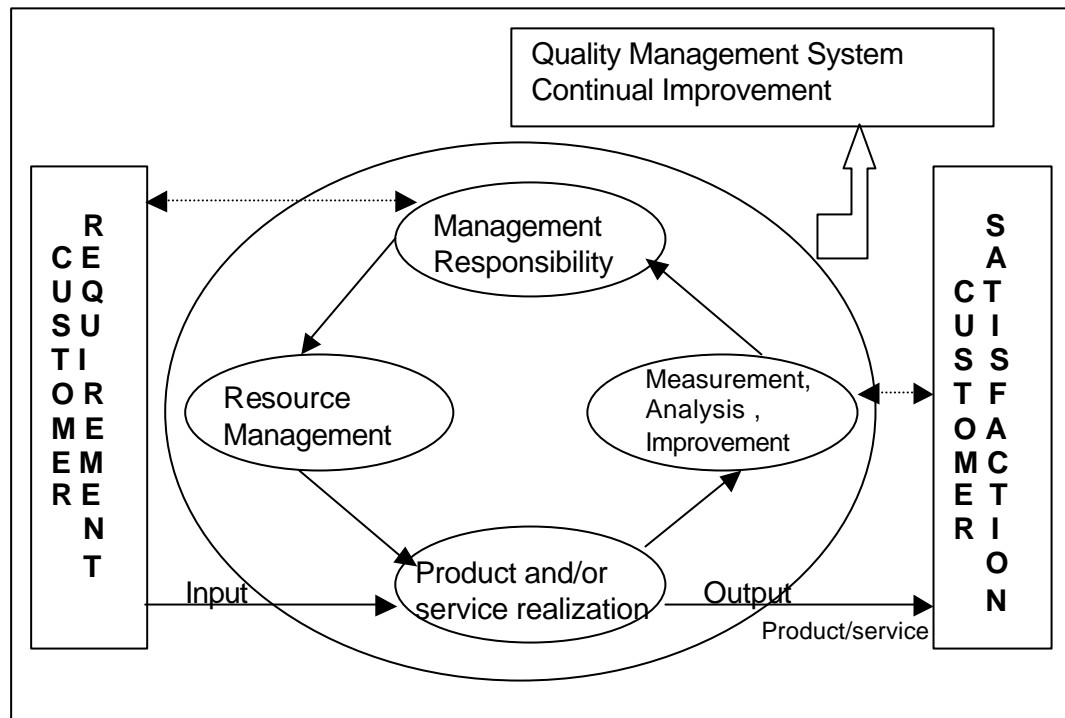 Quality Management System
Continual Improvement
CUSTOMER
REQUIREMENT
Management
Responsibility
Resource
Management
Measurement,
Analysis ,
Improvement
Product and/or
service realization
Input
Output
Product/service
CUSTOMER
SATISFACTION